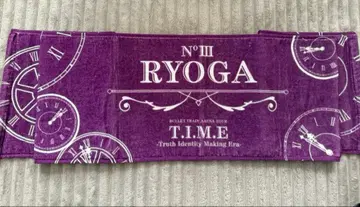 Nº III
RYOGA
BULLET TRAIN ARENA TOUR
T.I.M.E
-Truth Identity Making Era-